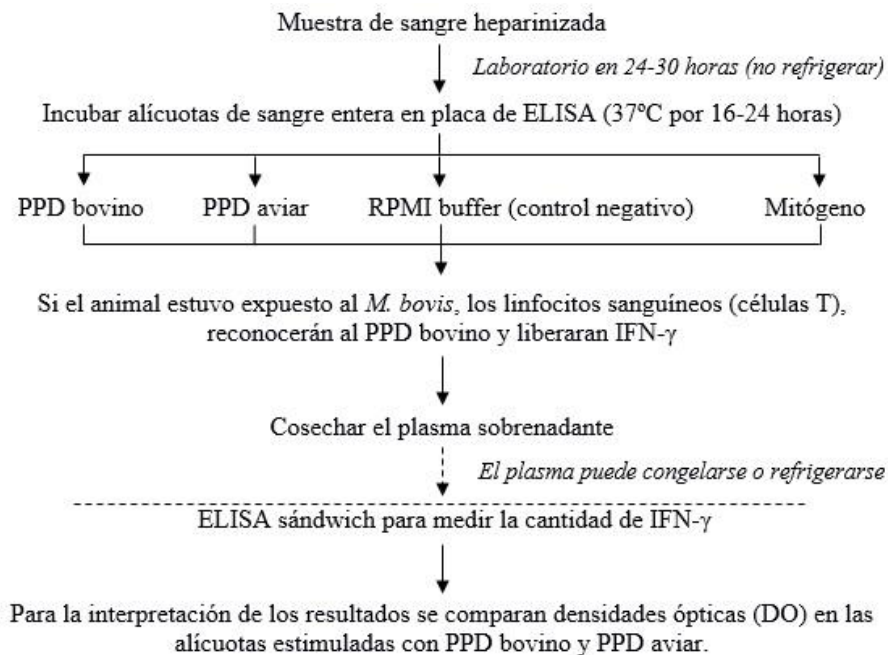 Muestra de sangre heparinizada
Laboratorio en 24-30 horas (no refrigerar)
Incubar alícuotas de sangre entera en placa de ELISA (37ºC por 16-24 horas)
PPD bovino PPD aviar RPMI buffer (control negativo) Mitógeno
Si el animal estuvo expuesto al M. bovis, los linfocitos sanguíneos (células T),
reconocerán al PPD bovino y liberaran IFN-γ
Cosechar el plasma sobrenadante
El plasma puede congelarse o refrigerarse
ELISA sándwich para medir la cantidad de IFN-γ
Para la interpretación de los resultados se comparan densidades ópticas (DO) en las
alícuotas estimuladas con PPD bovino y PPD aviar.